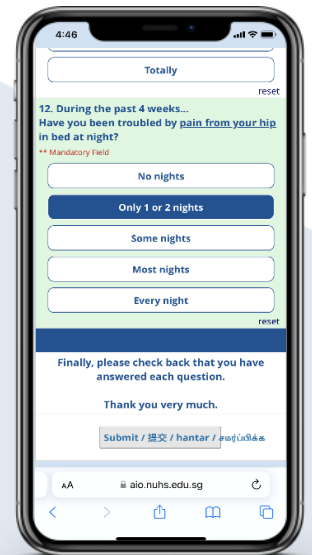 4:46
Totally
reset
12. During the past 4 weeks...
Have you been troubled by pain from your hip
in bed at night?
** Mandatory Field
No nights
Only 1 or 2 nights
Some nights
Most nights
Every night
reset
Finally, please check back that you have
answered each question.
Thank you very much.
Submit / 提交 / hantar / சமர்ப்பிக்க
AA
aio.nuhs.edu.sg